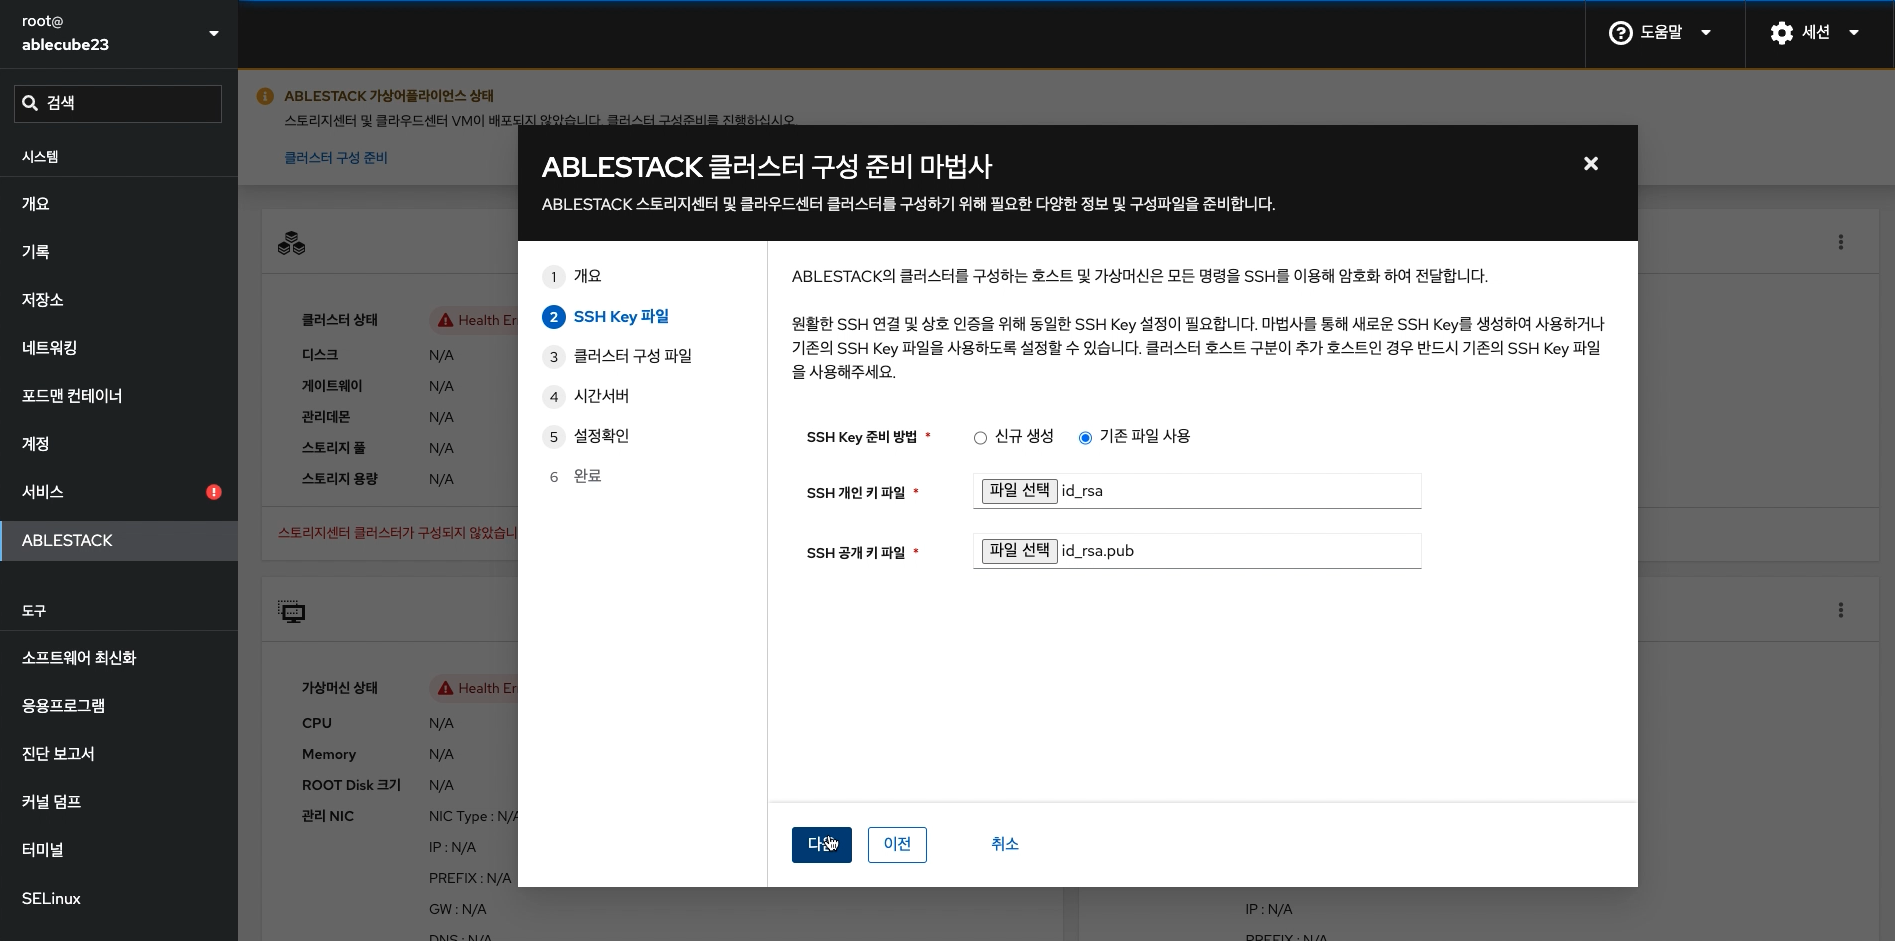 root@
ablecube23
도움말
세션
검색
시스템
개요
기록
저장소
네트워킹
포드맨 컨테이너
계정
서비스
ABLESTACK
도구
소프트웨어 최신화
응용프로그램
진단 보고서
커널 덤프
터미널
SELinux
ABLESTACK 가상어플라이언스 상태
스토리지센터 및 클라우드센터 VM이 배포되지 않았습니다. 클러스터 구성준비를 진행하십시오
클러스터 구성 준비
클러스터 상태 Health Er
디스크 N/A
게이트웨이 N/A
관리데몬 N/A
스토리지 풀 N/A
스토리지 용량 N/A
스토리지센터 클러스터가 구성되지 않았습니
가상머신 상태 Health Er
CPU N/A
Memory N/A
ROOT Disk 크기 N/A
관리 NIC NIC Type : N/A
IP : N/A
PREFIX : N/A
GW : N/A
DNS : N/A
IP : N/A
PREFIX : N/A
ABLESTACK 클러스터 구성 준비 마법사
ABLESTACK 스토리지센터 및 클라우드센터 클러스터를 구성하기 위해 필요한 다양한 정보 및 구성파일을 준비합니다.
1 개요
2 SSH Key 파일
3 클러스터 구성 파일
4 시간서버
5 설정확인
6 완료
ABLESTACK의 클러스터를 구성하는 호스트 및 가상머신은 모든 명령을 SSH를 이용해 암호화 하여 전달합니다.
원활한 SSH 연결 및 상호 인증을 위해 동일한 SSH Key 설정이 필요합니다. 마법사를 통해 새로운 SSH Key를 생성하여 사용하거나
기존의 SSH Key 파일을 사용하도록 설정할 수 있습니다. 클러스터 호스트 구분이 추가 호스트인 경우 반드시 기존의 SSH Key 파일
을 사용해주세요.
SSH Key 준비 방법 * 신규 생성 기존 파일 사용
SSH 개인 키 파일 * 파일 선택 id_rsa
SSH 공개 키 파일 * 파일 선택 id_rsa.pub
다음 이전 취소